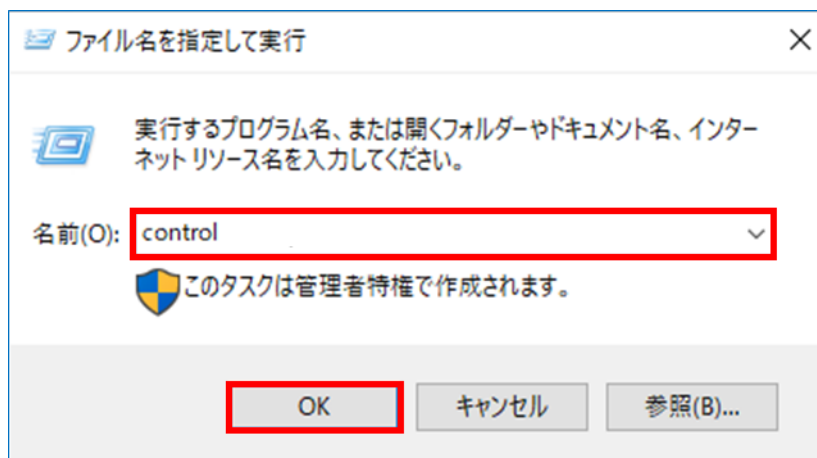 ファイル名を指定して実行
実行するプログラム名、または開くフォルダーやドキュメント名、インター
ネット リソース名を入力してください。
名前(O): control
このタスクは管理者特権で作成されます。
OK キャンセル 参照(B)...